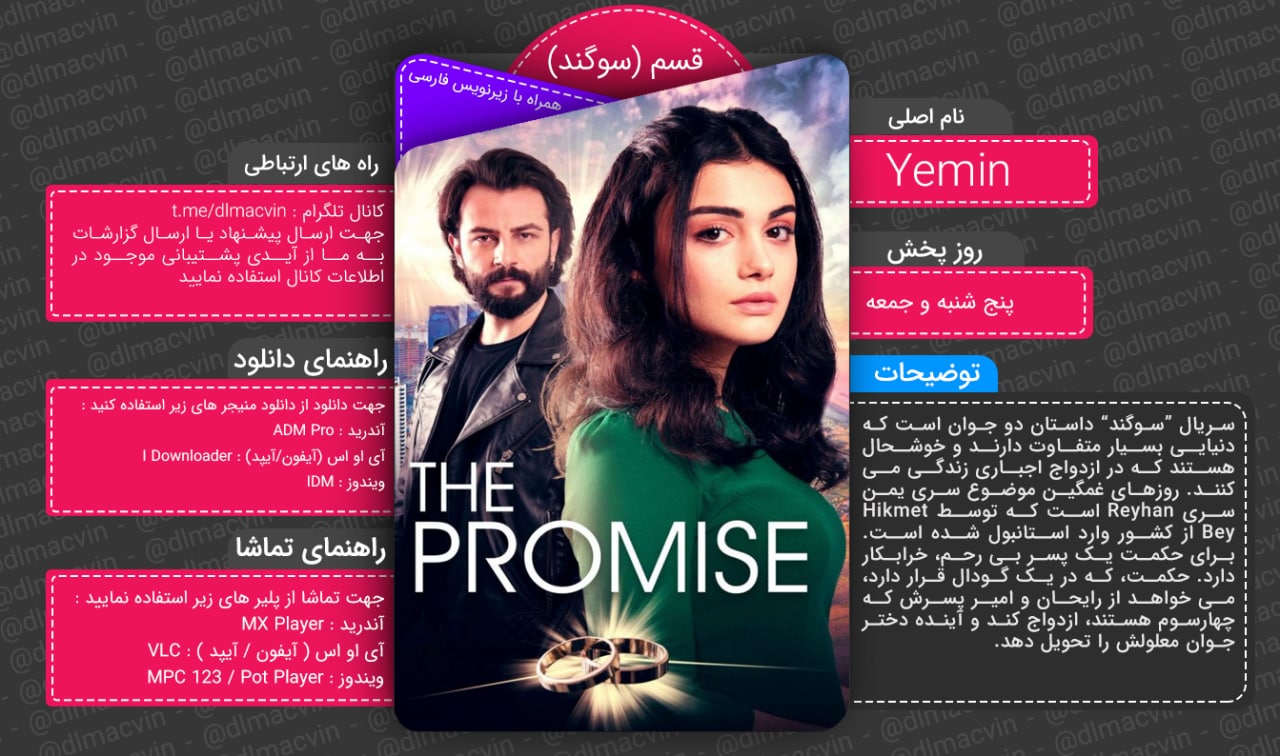 قسم (سوگند)
همراه با زیرنویس فارسی
نام اصلی
Yemin
روز پخش
پنج شنبه و جمعه
توضیحات
سریال ”سوگند“ داستان دو جوان است که
دنیایی بسیار متفاوت دارند و خوشحال
هستند که در ازدواج اجباری زندگی می
کنند. روزهای غمگین موضوع سری یمن
سری Reyhan است که توسط Hikmet
Bey از کشور وارد استانبول شده است.
برای حکمت یک پسر بی رحم، خرابکار
دارد. حکمت، که در یک گودال قرار دارد،
می خواهد از رایحان و امیر پسرش که
چهارسوم هستند، ازدواج کند و آینده دختر
جوان معلولش را تحویل دهد.
راه های ارتباطی
کانال تلگرام : t.me/dlmacvin
جهت ارسال پیشنهاد یا ارسال گزارشات
به ما از آیدی پشتیبانی موجود در
اطلاعات کانال استفاده نمایید
راهنمای دانلود
جهت دانلود از دانلود منیجر های زیر استفاده کنید :
آندرید : ADM Pro
آی او اس (آیفون/آیپد) : I Downloader
ویندوز : IDM
راهنمای تماشا
جهت تماشا از پلیر های زیر استفاده نمایید :
آندرید : MX Player
آی او اس ( آیفون / آیپد ) : VLC
ویندوز : MPC 123 / Pot Player
THE
PROMISE
@dlmacvin - @dlmacvin - @dlmacvin